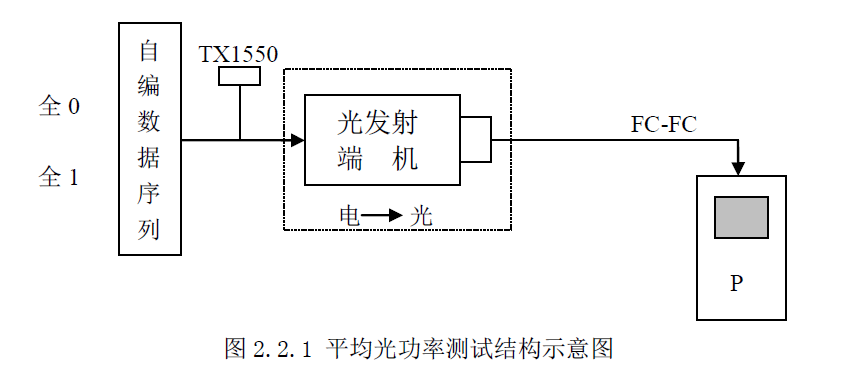 自编数据序列
全0
全1
TX1550
光发射
端 机
电 光
FC-FC
P
图 2.2.1 平均光功率测试结构示意图